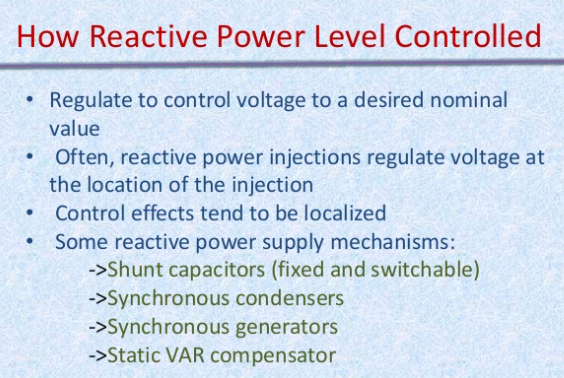 How Reactive Power Level Controlled
• Regulate to control voltage to a desired nominal
value
• Often, reactive power injections regulate voltage at
the location of the injection
• Control effects tend to be localized
• Some reactive power supply mechanisms:
->Shunt capacitors (fixed and switchable)
->Synchronous condensers
->Synchronous generators
->Static VAR compensator